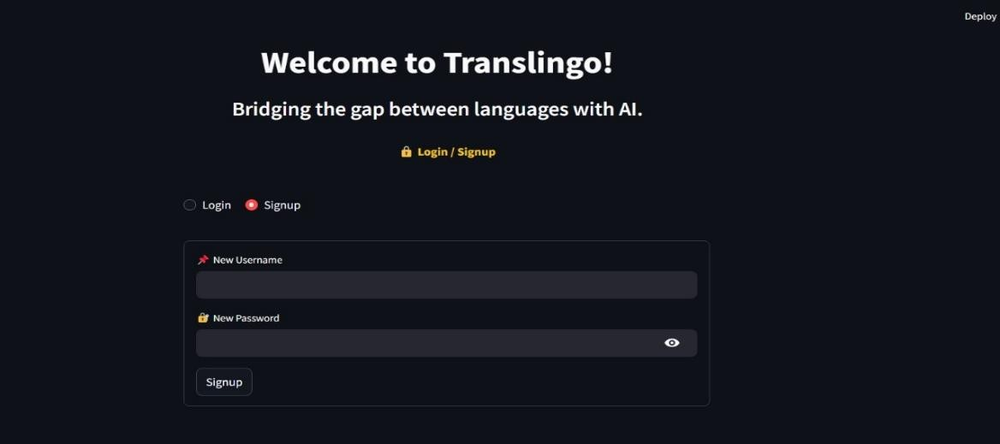 Deploy
Welcome to Translingo!
Bridging the gap between languages with AI.
Login / Signup
Login Signup
New Username
New Password
Signup